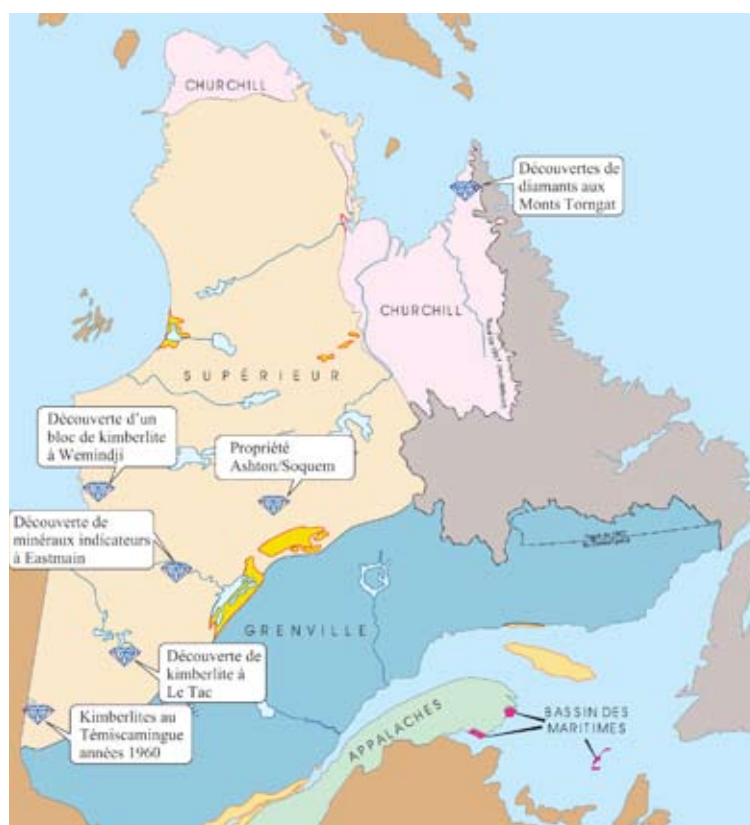 CHURCHILL
Découvertes de
diamants aux
Monts Torngat
CHURCHILL
SUPÉRIEUR
Découverte d'un
bloc de kimberlite
à Wemindji
Propriété
Ashton/Soquem
Découverte de
minéraux indicateurs
à Eastmain
GRENVILLE
Découverte de
kimberlite à
Le Tac
Kimberlites au
Témiscamingue
années 1960
APPALACHES
BASSIN DES
MARITIMES